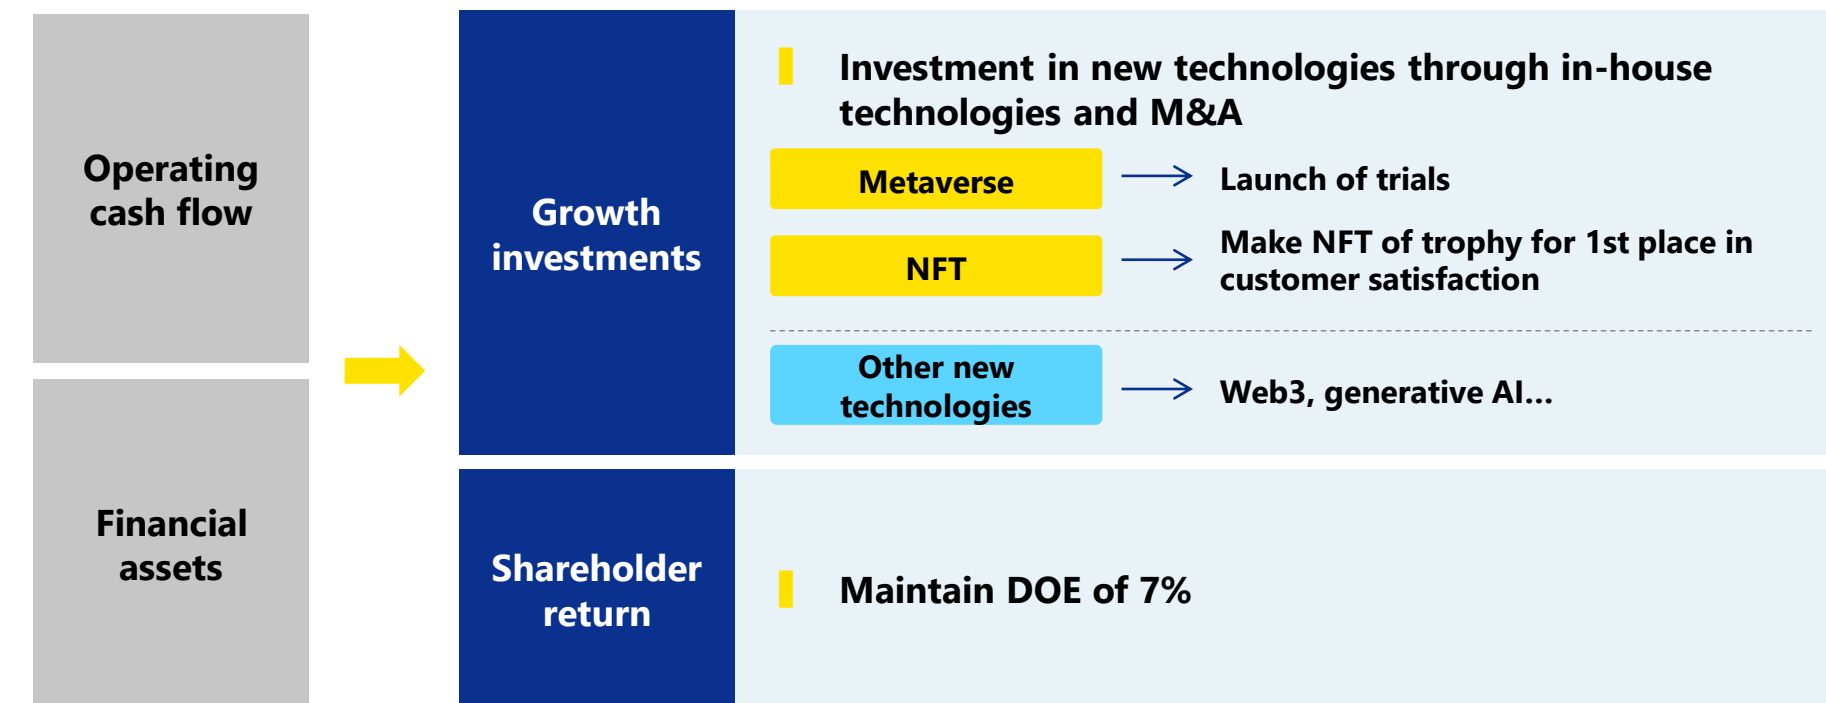 Operating
cash flow
Financial
assets
Growth
investments
Investment in new technologies through in-house
technologies and M&A
Metaverse
Launch of trials
NFT
Make NFT of trophy for 1st place in
customer satisfaction
Other new
technologies
Web3, generative AI...
Shareholder
return
Maintain DOE of 7%